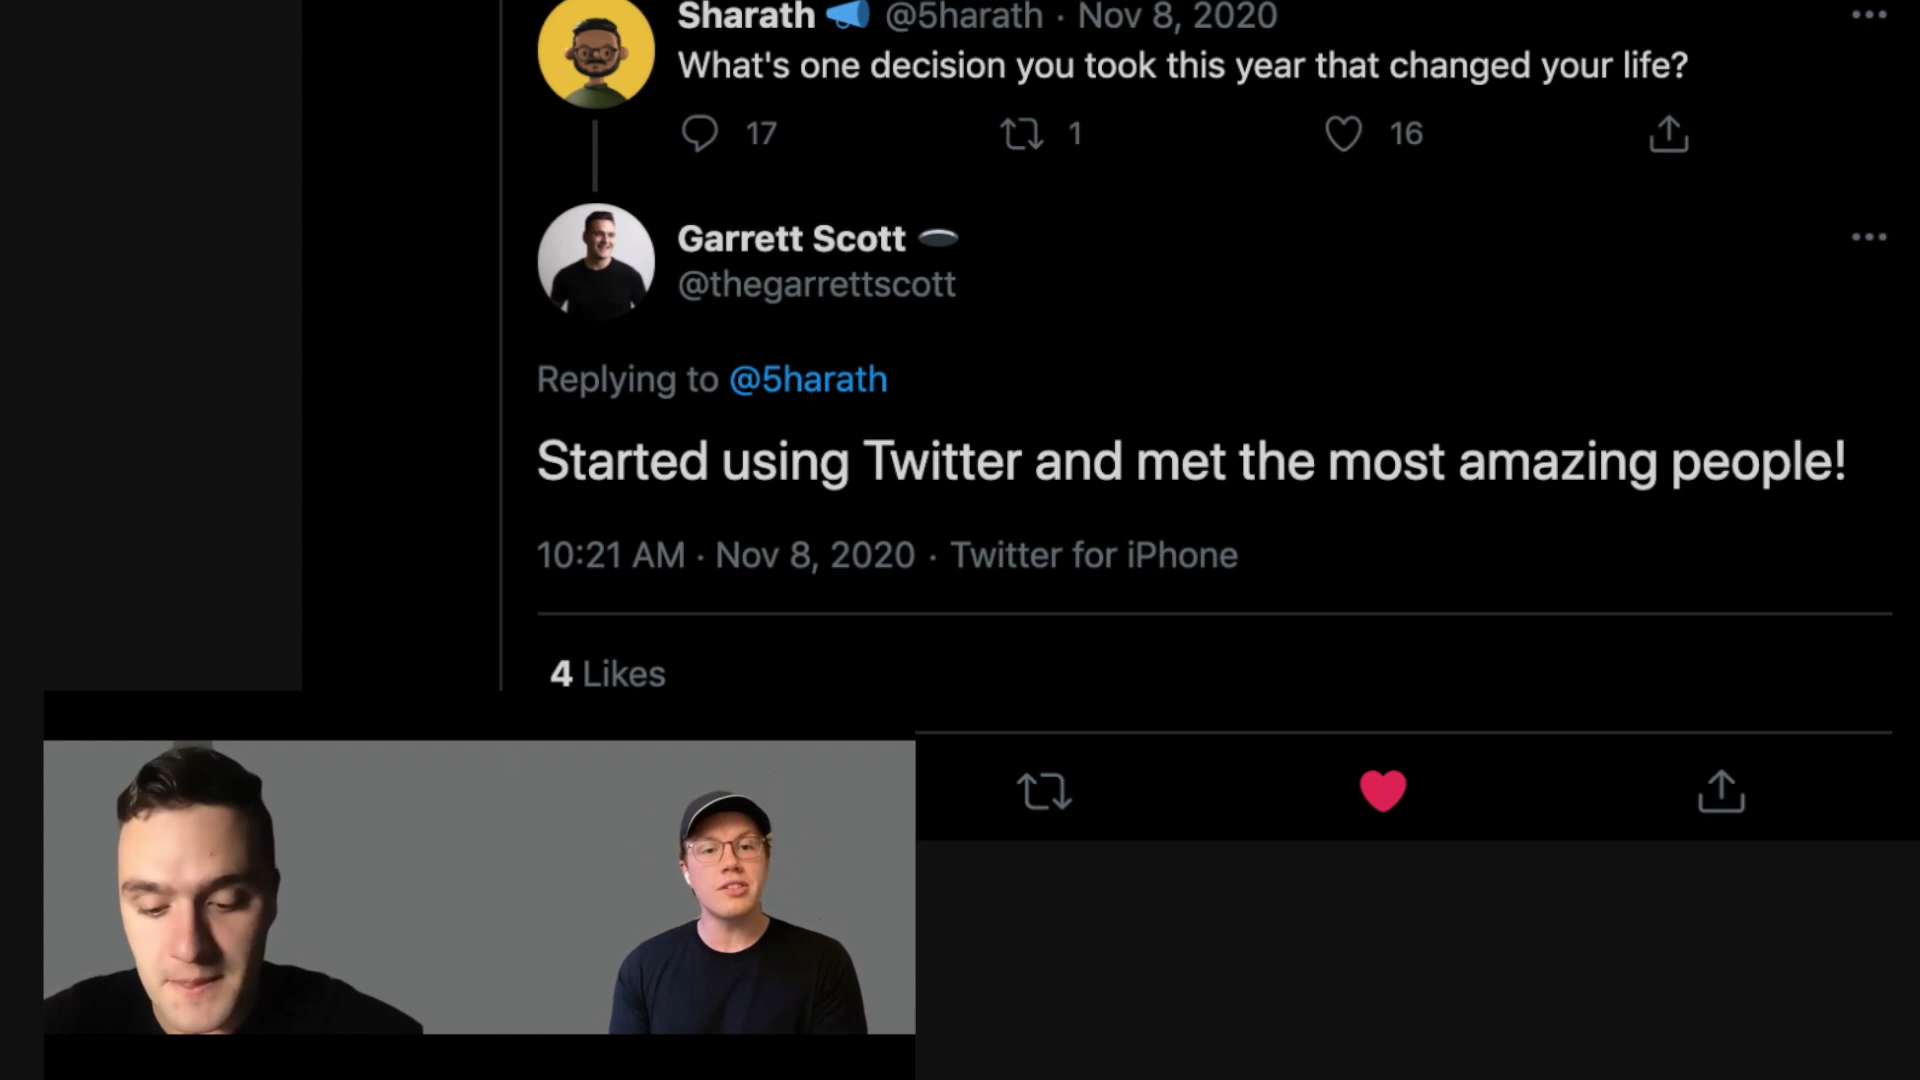 Sharath 📣 @5harath · Nov 8, 2020
What's one decision you took this year that changed your life?
17 1 16
Garrett Scott 🕳
@thegarrettscott
Replying to @5harath
Started using Twitter and met the most amazing people!
10:21 AM · Nov 8, 2020 · Twitter for iPhone
4 Likes